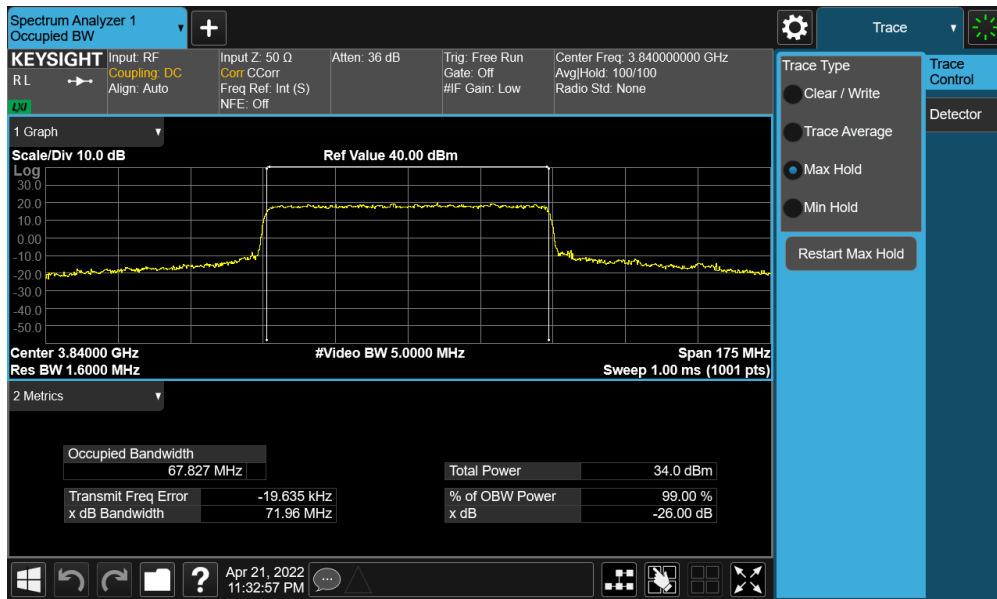 Spectrum Analyzer 1
Occupied BW
+
Trace
KEYSIGHT
R L
LXI
Input: RF
Coupling: DC
Align: Auto
Input Z: 50 Ω
Corr CCorr
Freq Ref: Int (S)
NFE: Off
Atten: 36 dB
Trig: Free Run
Gate: Off
#IF Gain: Low
Center Freq: 3.840000000 GHz
Avg|Hold: 100/100
Radio Std: None
Trace Type
Clear / Write
Trace Average
Max Hold
Min Hold
Restart Max Hold
Trace
Control
Detector
1 Graph
Scale/Div 10.0 dB
Ref Value 40.00 dBm
Log
30.0
20.0
10.0
0.00
-10.0
-20.0
-30.0
-40.0
-50.0
Center 3.84000 GHz
#Video BW 5.0000 MHz
Span 175 MHz
Res BW 1.6000 MHz
Sweep 1.00 ms (1001 pts)
2 Metrics
Occupied Bandwidth
67.827 MHz
Total Power 34.0 dBm
Transmit Freq Error -19.635 kHz
% of OBW Power 99.00 %
x dB Bandwidth 71.96 MHz
x dB -26.00 dB
?
Apr 21, 2022
11:32:57 PM